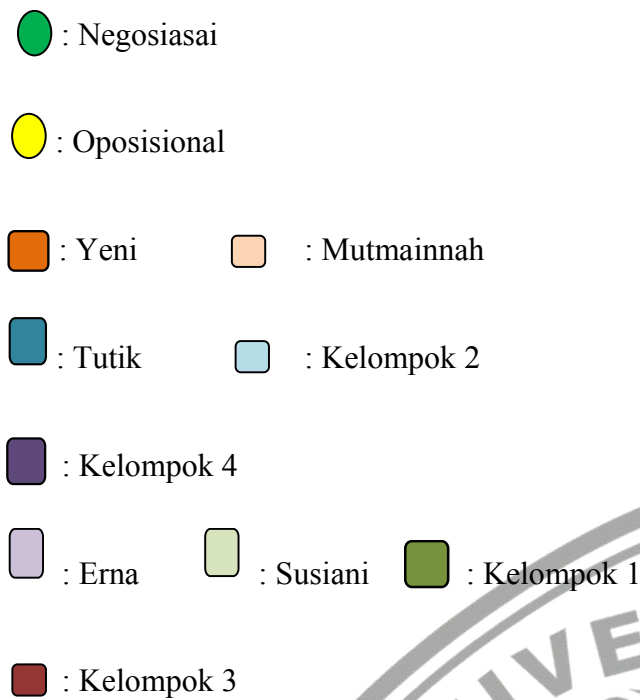 : Negosiasai
: Oposisional
: Yeni : Mutmainnah
: Tutik : Kelompok 2
: Kelompok 4
: Erna : Susiani : Kelompok 1
: Kelompok 3